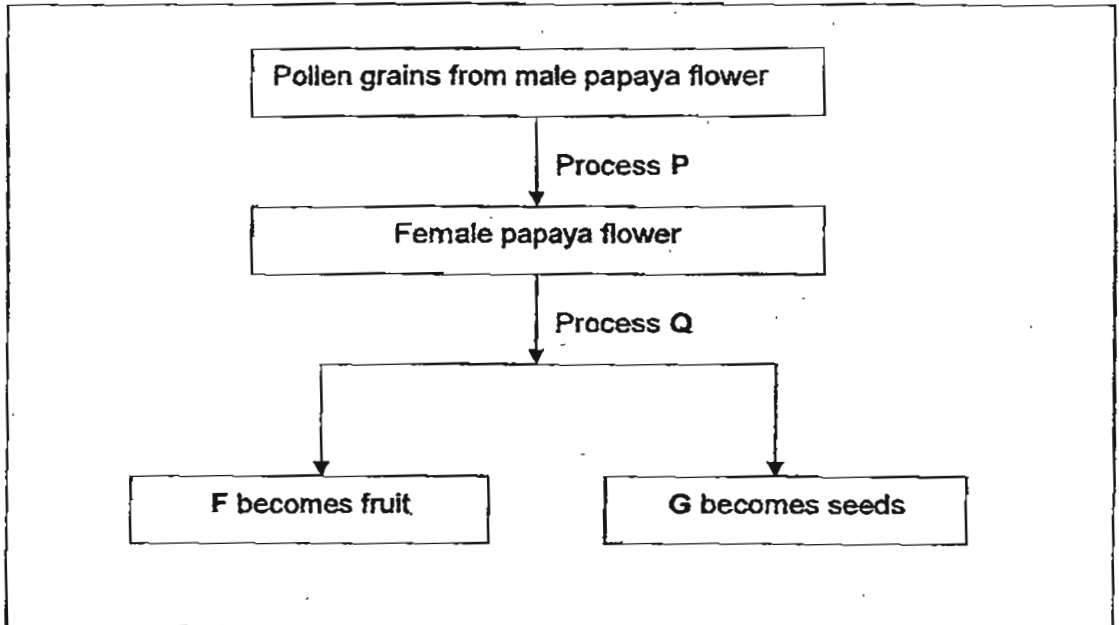 Pollen grains from male papaya flower
Process P
Female papaya flower
Process Q
F becomes fruit
G becomes seeds